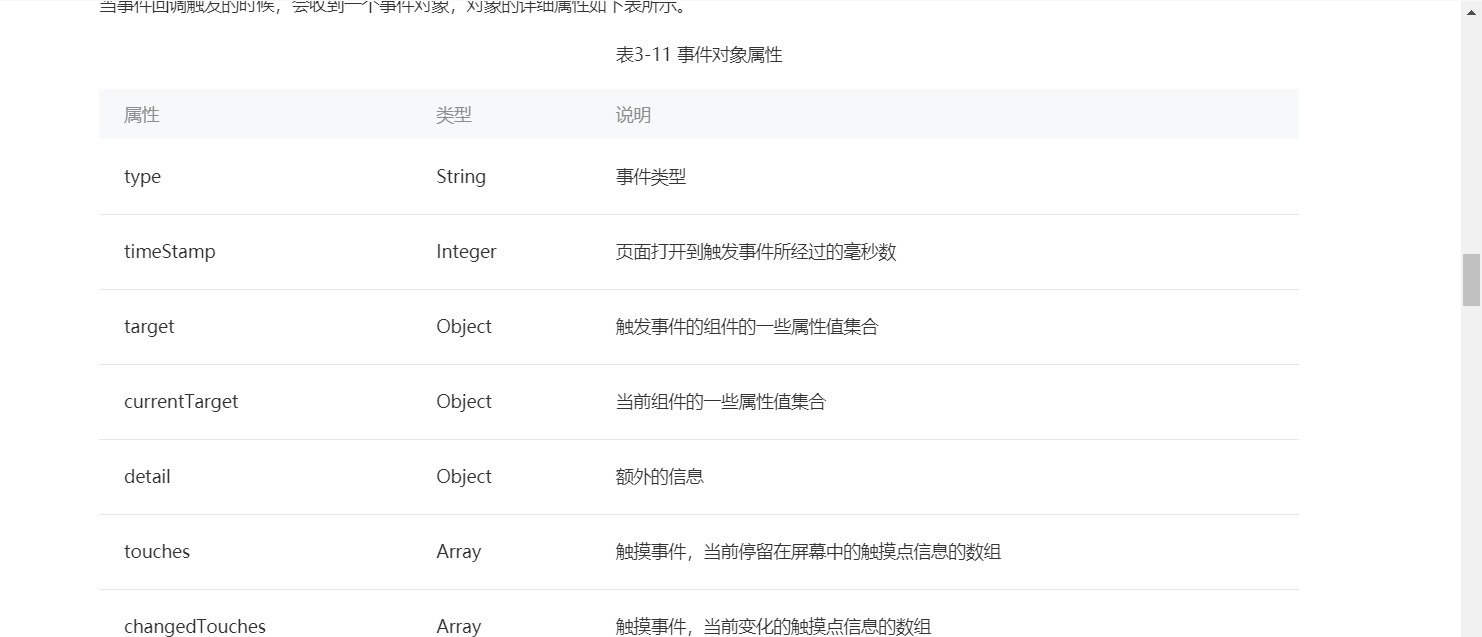 当事件回调触发的时候，会收到一个事件对象，对象的详细属性如下表所示。
表3-11 事件对象属性
属性 类型 说明
type String 事件类型
timeStamp Integer 页面打开到触发事件所经过的毫秒数
target Object 触发事件的组件的一些属性值集合
currentTarget Object 当前组件的一些属性值集合
detail Object 额外的信息
touches Array 触摸事件，当前停留在屏幕中的触摸点信息的数组
changedTouches Array 触摸事件，当前变化的触摸点信息的数组